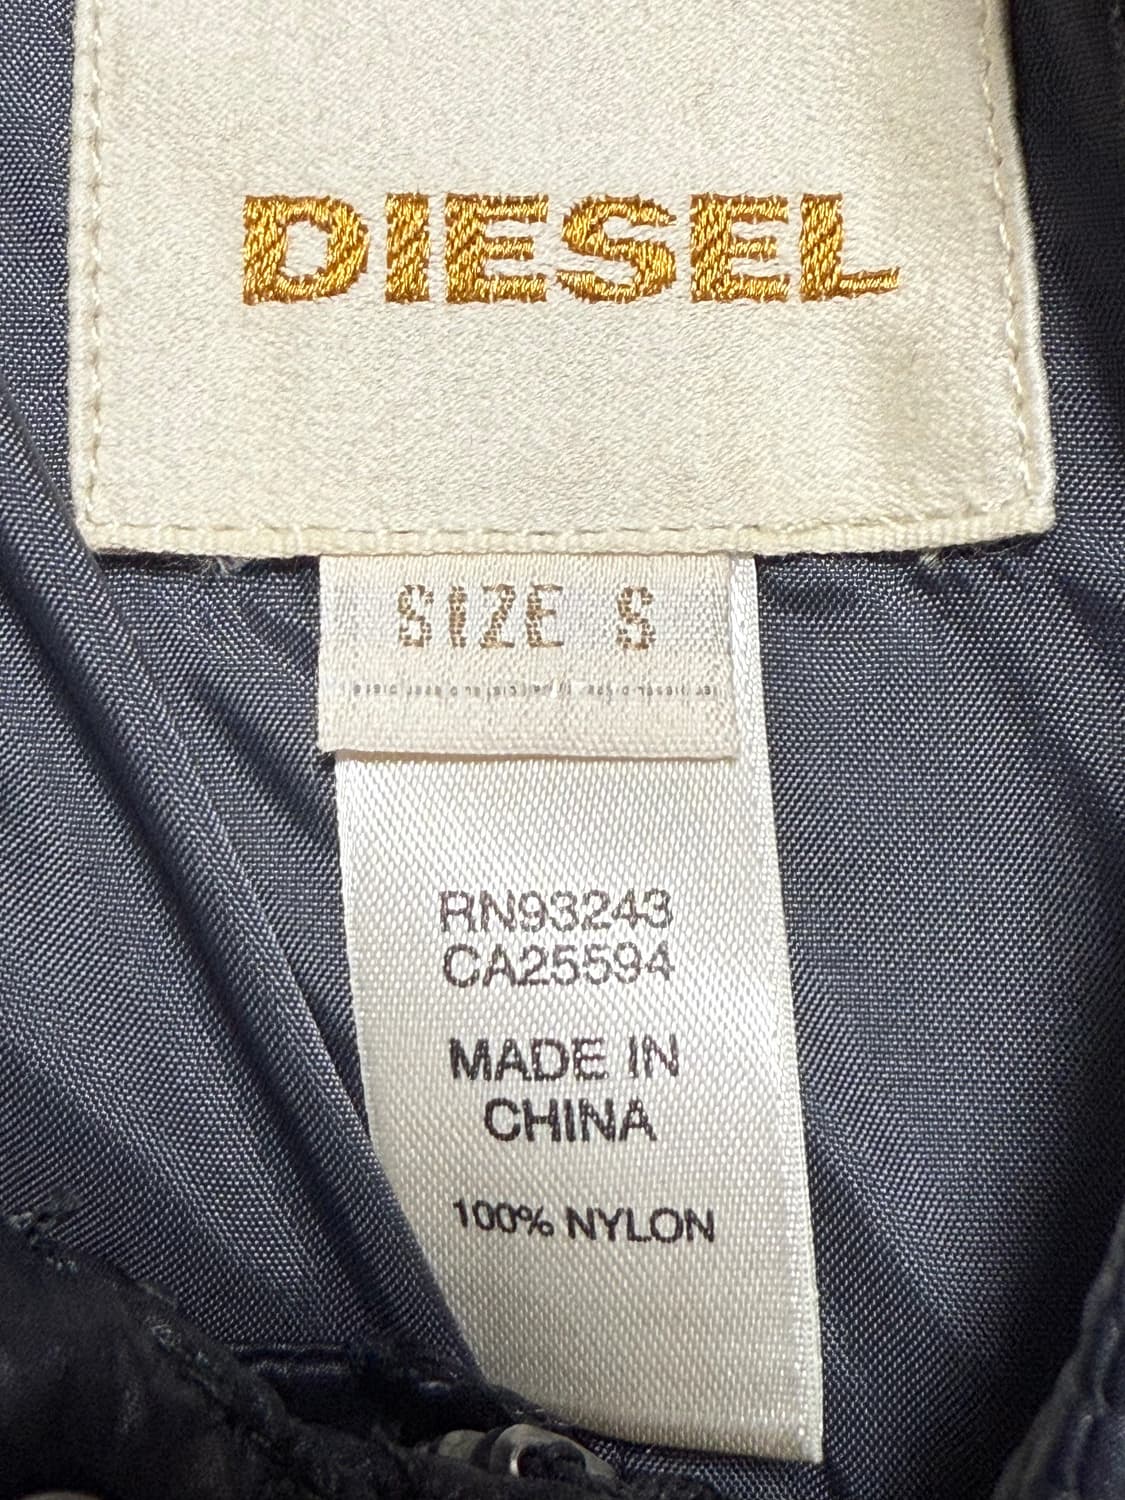 DIESEL
SIZE S
RN93243
CA25594
MADE IN
CHINA
100% NYLON